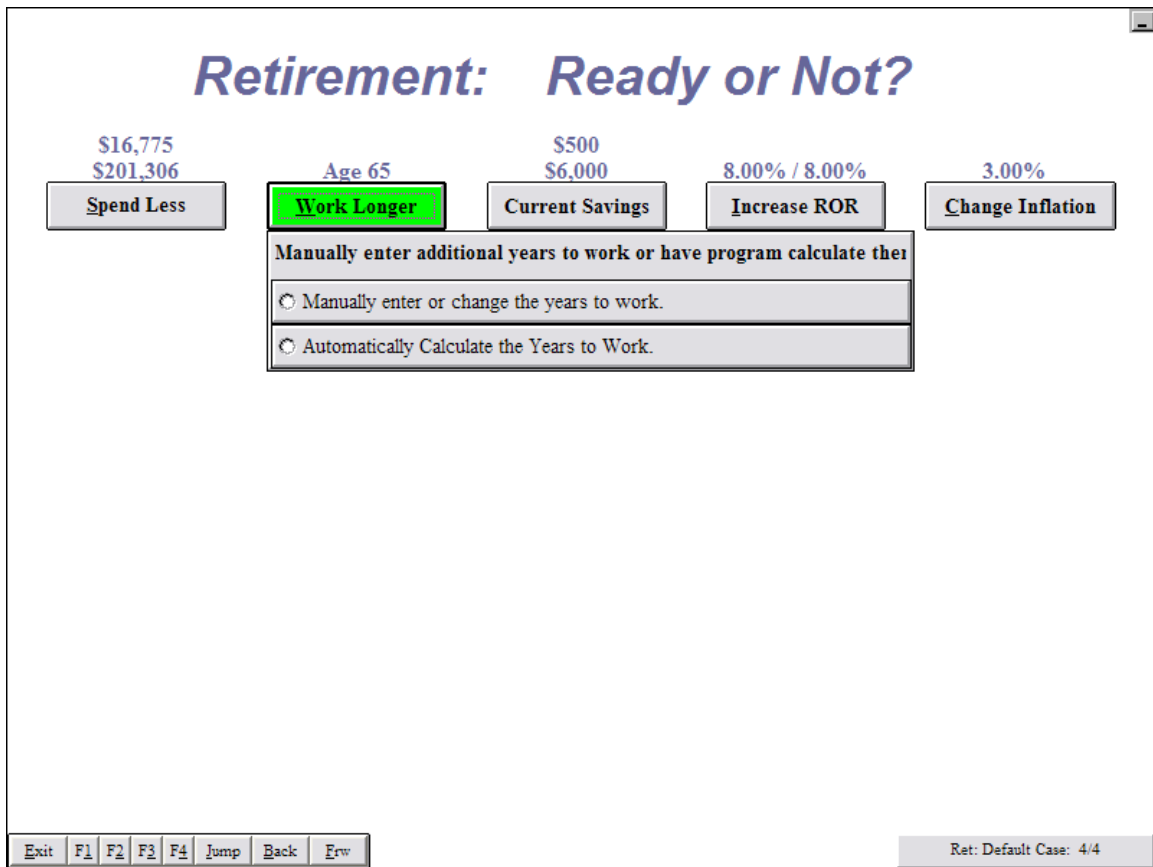 Retirement: Ready or Not?
$16,775 $500
$201,306 Age 65 $6,000 8.00% / 8.00% 3.00%
Spend Less Work Longer Current Savings Increase ROR Change Inflation
Manually enter additional years to work or have program calculate
Manually enter or change the years to work.
Automatically Calculate the Years to Work.
Exit F1 F2 F3 F4 Jump Back Frw Ret: Default Case: 4/4